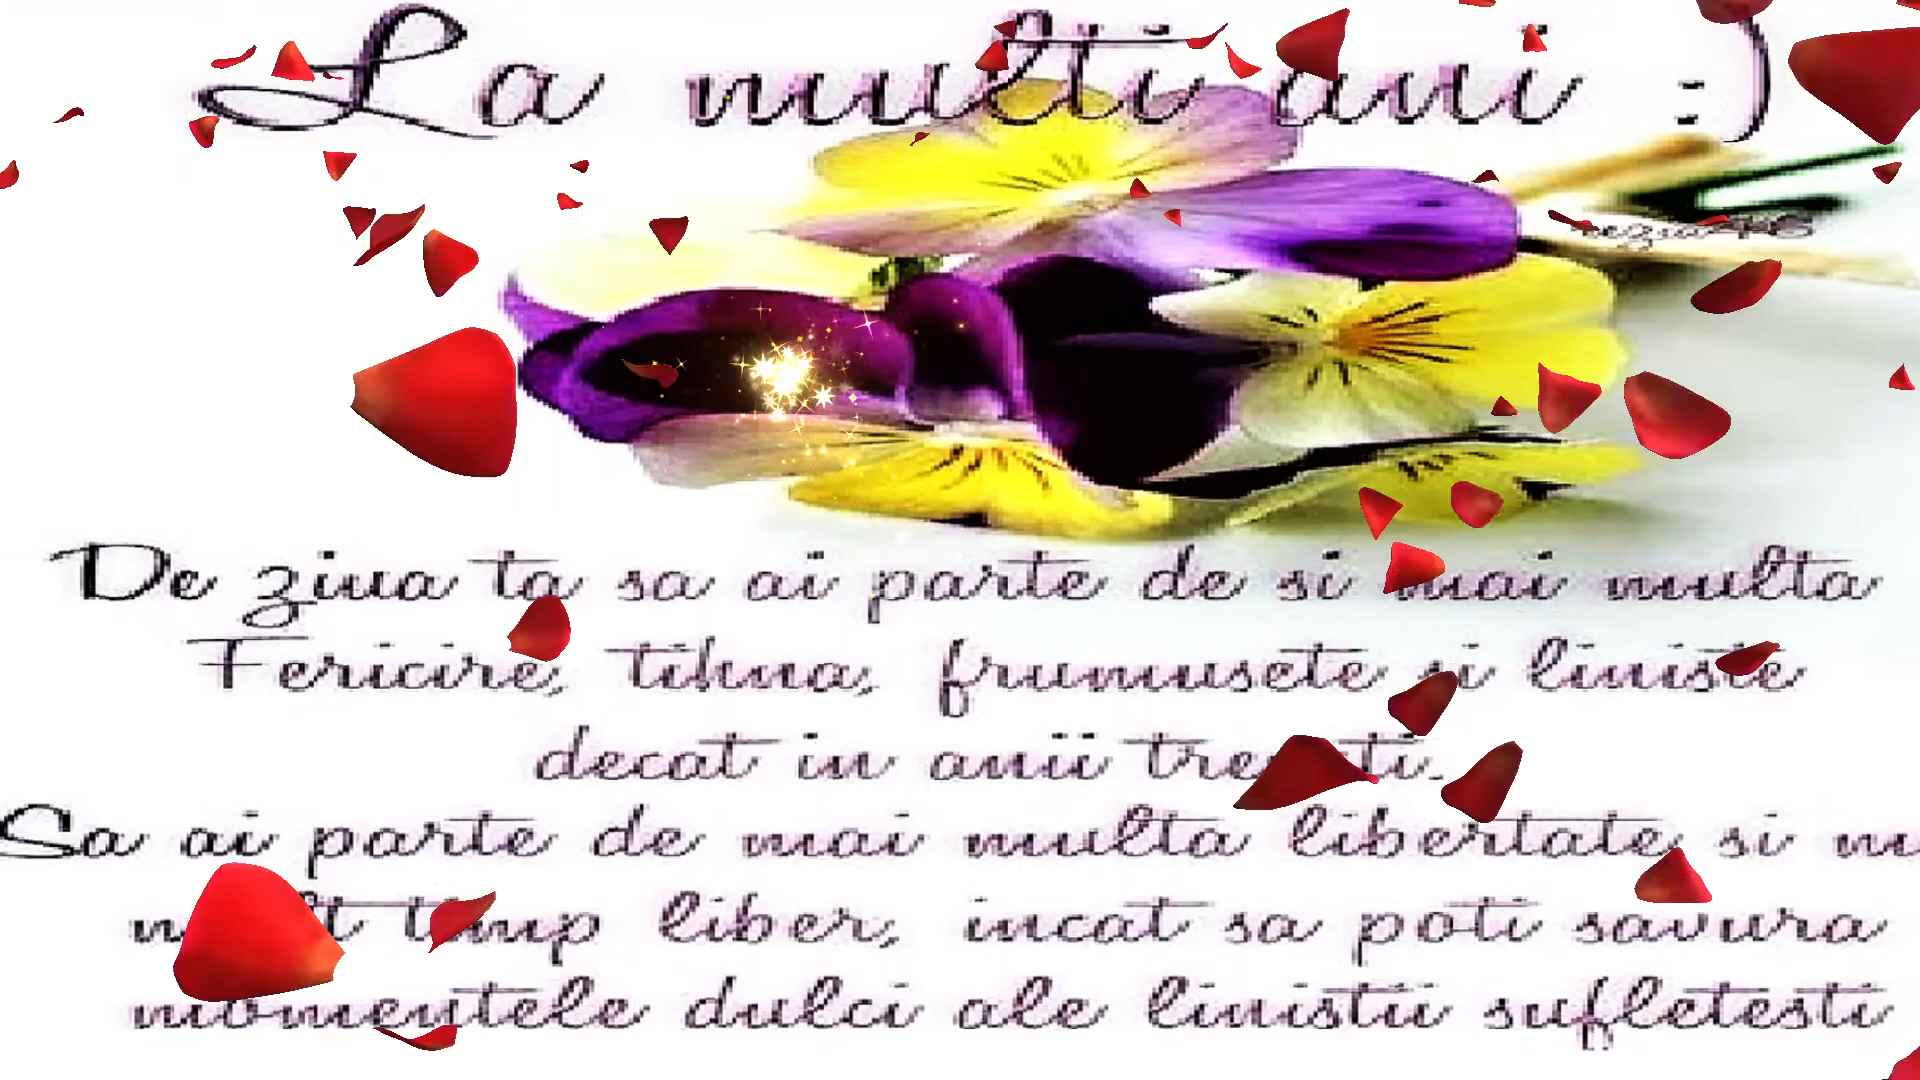 La multi ani :)
De ziua ta sa ai parte de si mai multa
Fericire, tihna, frumusete si liniste
decat in anii trecuti.
Sa ai parte de mai multa libertate si
mult timp liber, incat sa poti savura
momentele dulci ale linistii sufletesti